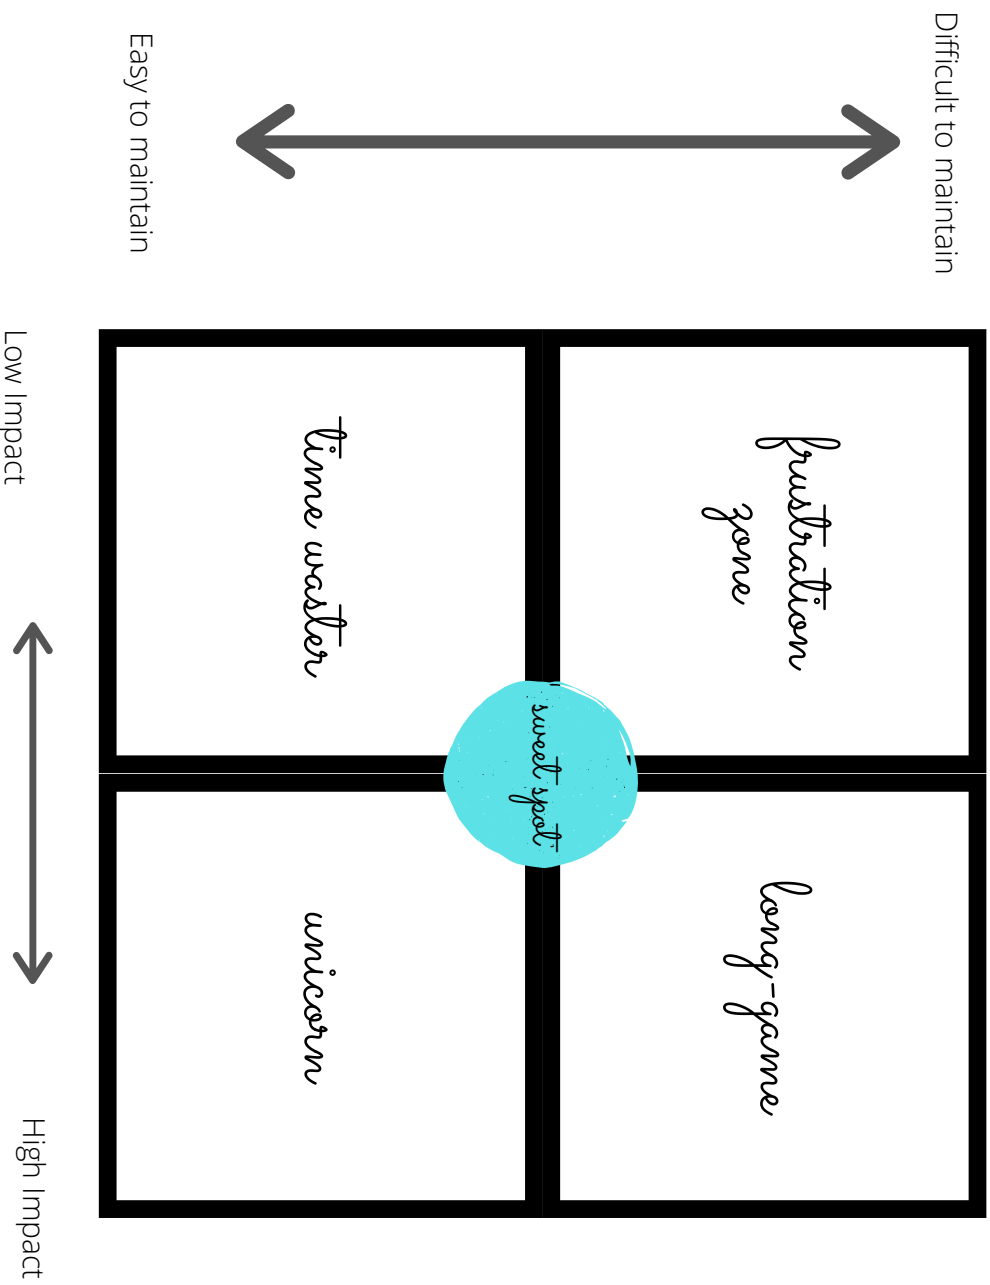 Difficult to maintain
frustration
zone
long-game
sweet spot
Easy to maintain
time waster
unicorn
Low Impact
High Impact